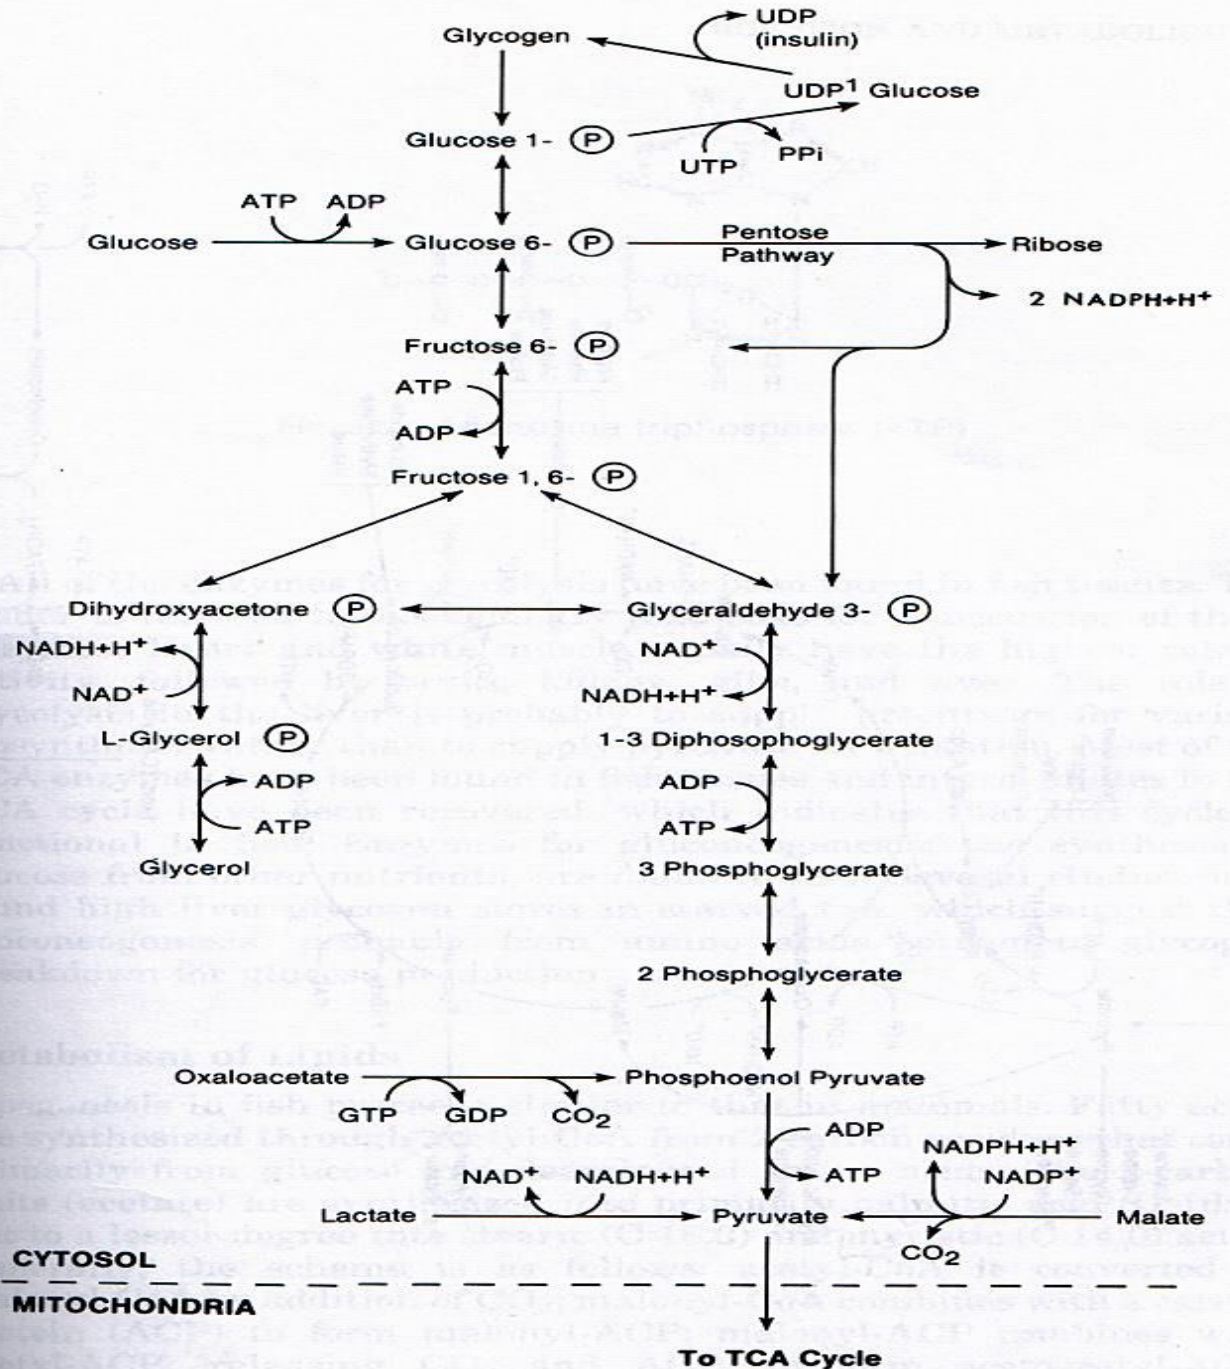 UDP
Glycogen
(insulin)
UDP1 Glucose
Glucose 1- P
UTP PPi
ATP ADP
Glucose Glucose 6- P Pentose Pathway Ribose
2 NADPH+H+
Fructose 6- P
ATP
ADP
Fructose 1, 6- P
Dihydroxyacetone P Glyceraldehyde 3- P
NADH+H+ NAD+
NAD+ NADH+H+
L-Glycerol P 1-3 Diphosophoglycerate
ADP ADP
ATP ATP
Glycerol 3 Phosphoglycerate
2 Phosphoglycerate
Oxaloacetate Phosphoenol Pyruvate
GTP GDP CO2
ADP
NADPH+H+
NAD+ NADH+H+ ATP NADP+
Lactate Pyruvate Malate
CO2
CYTOSOL
MITOCHONDRIA
To TCA Cycle